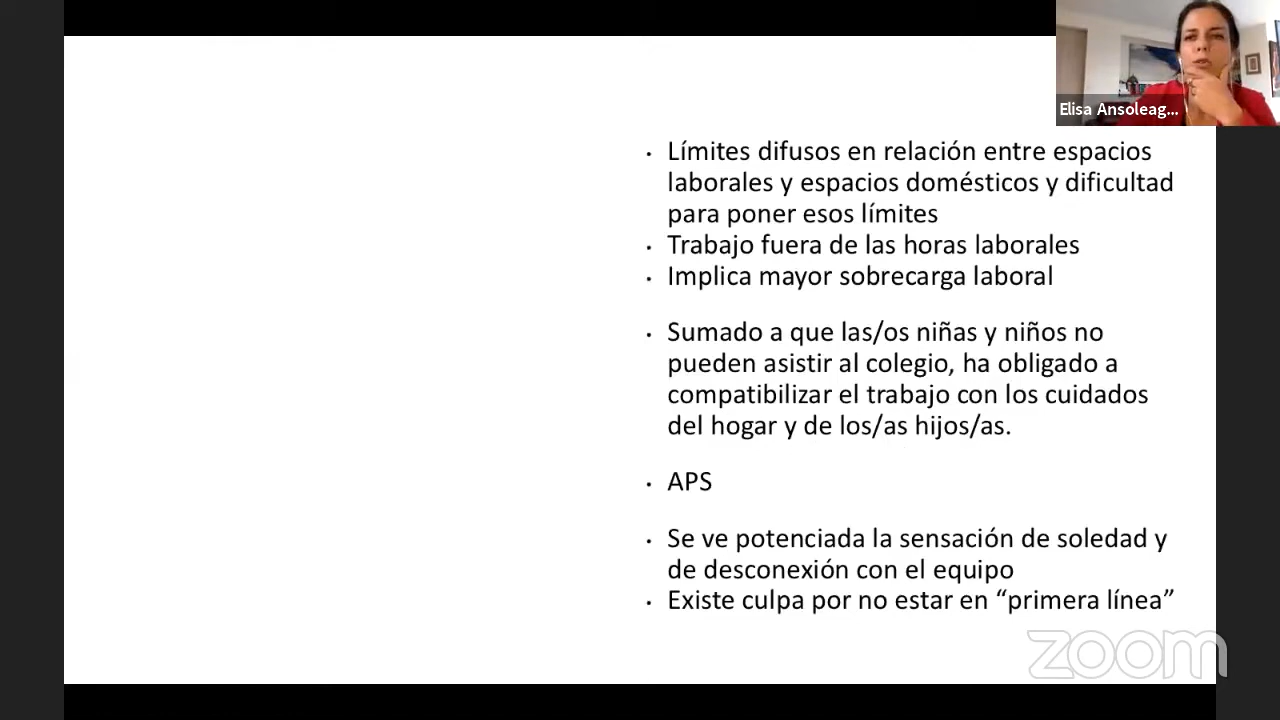 Elisa Ansoleag...
• Límites difusos en relación entre espacios
laborales y espacios domésticos y dificultad
para poner esos límites
• Trabajo fuera de las horas laborales
• Implica mayor sobrecarga laboral
• Sumado a que las/os niñas y niños no
pueden asistir al colegio, ha obligado a
compatibilizar el trabajo con los cuidados
del hogar y de los/as hijos/as.
• APS
• Se ve potenciada la sensación de soledad y
de desconexión con el equipo
• Existe culpa por no estar en “primera línea”
zoom